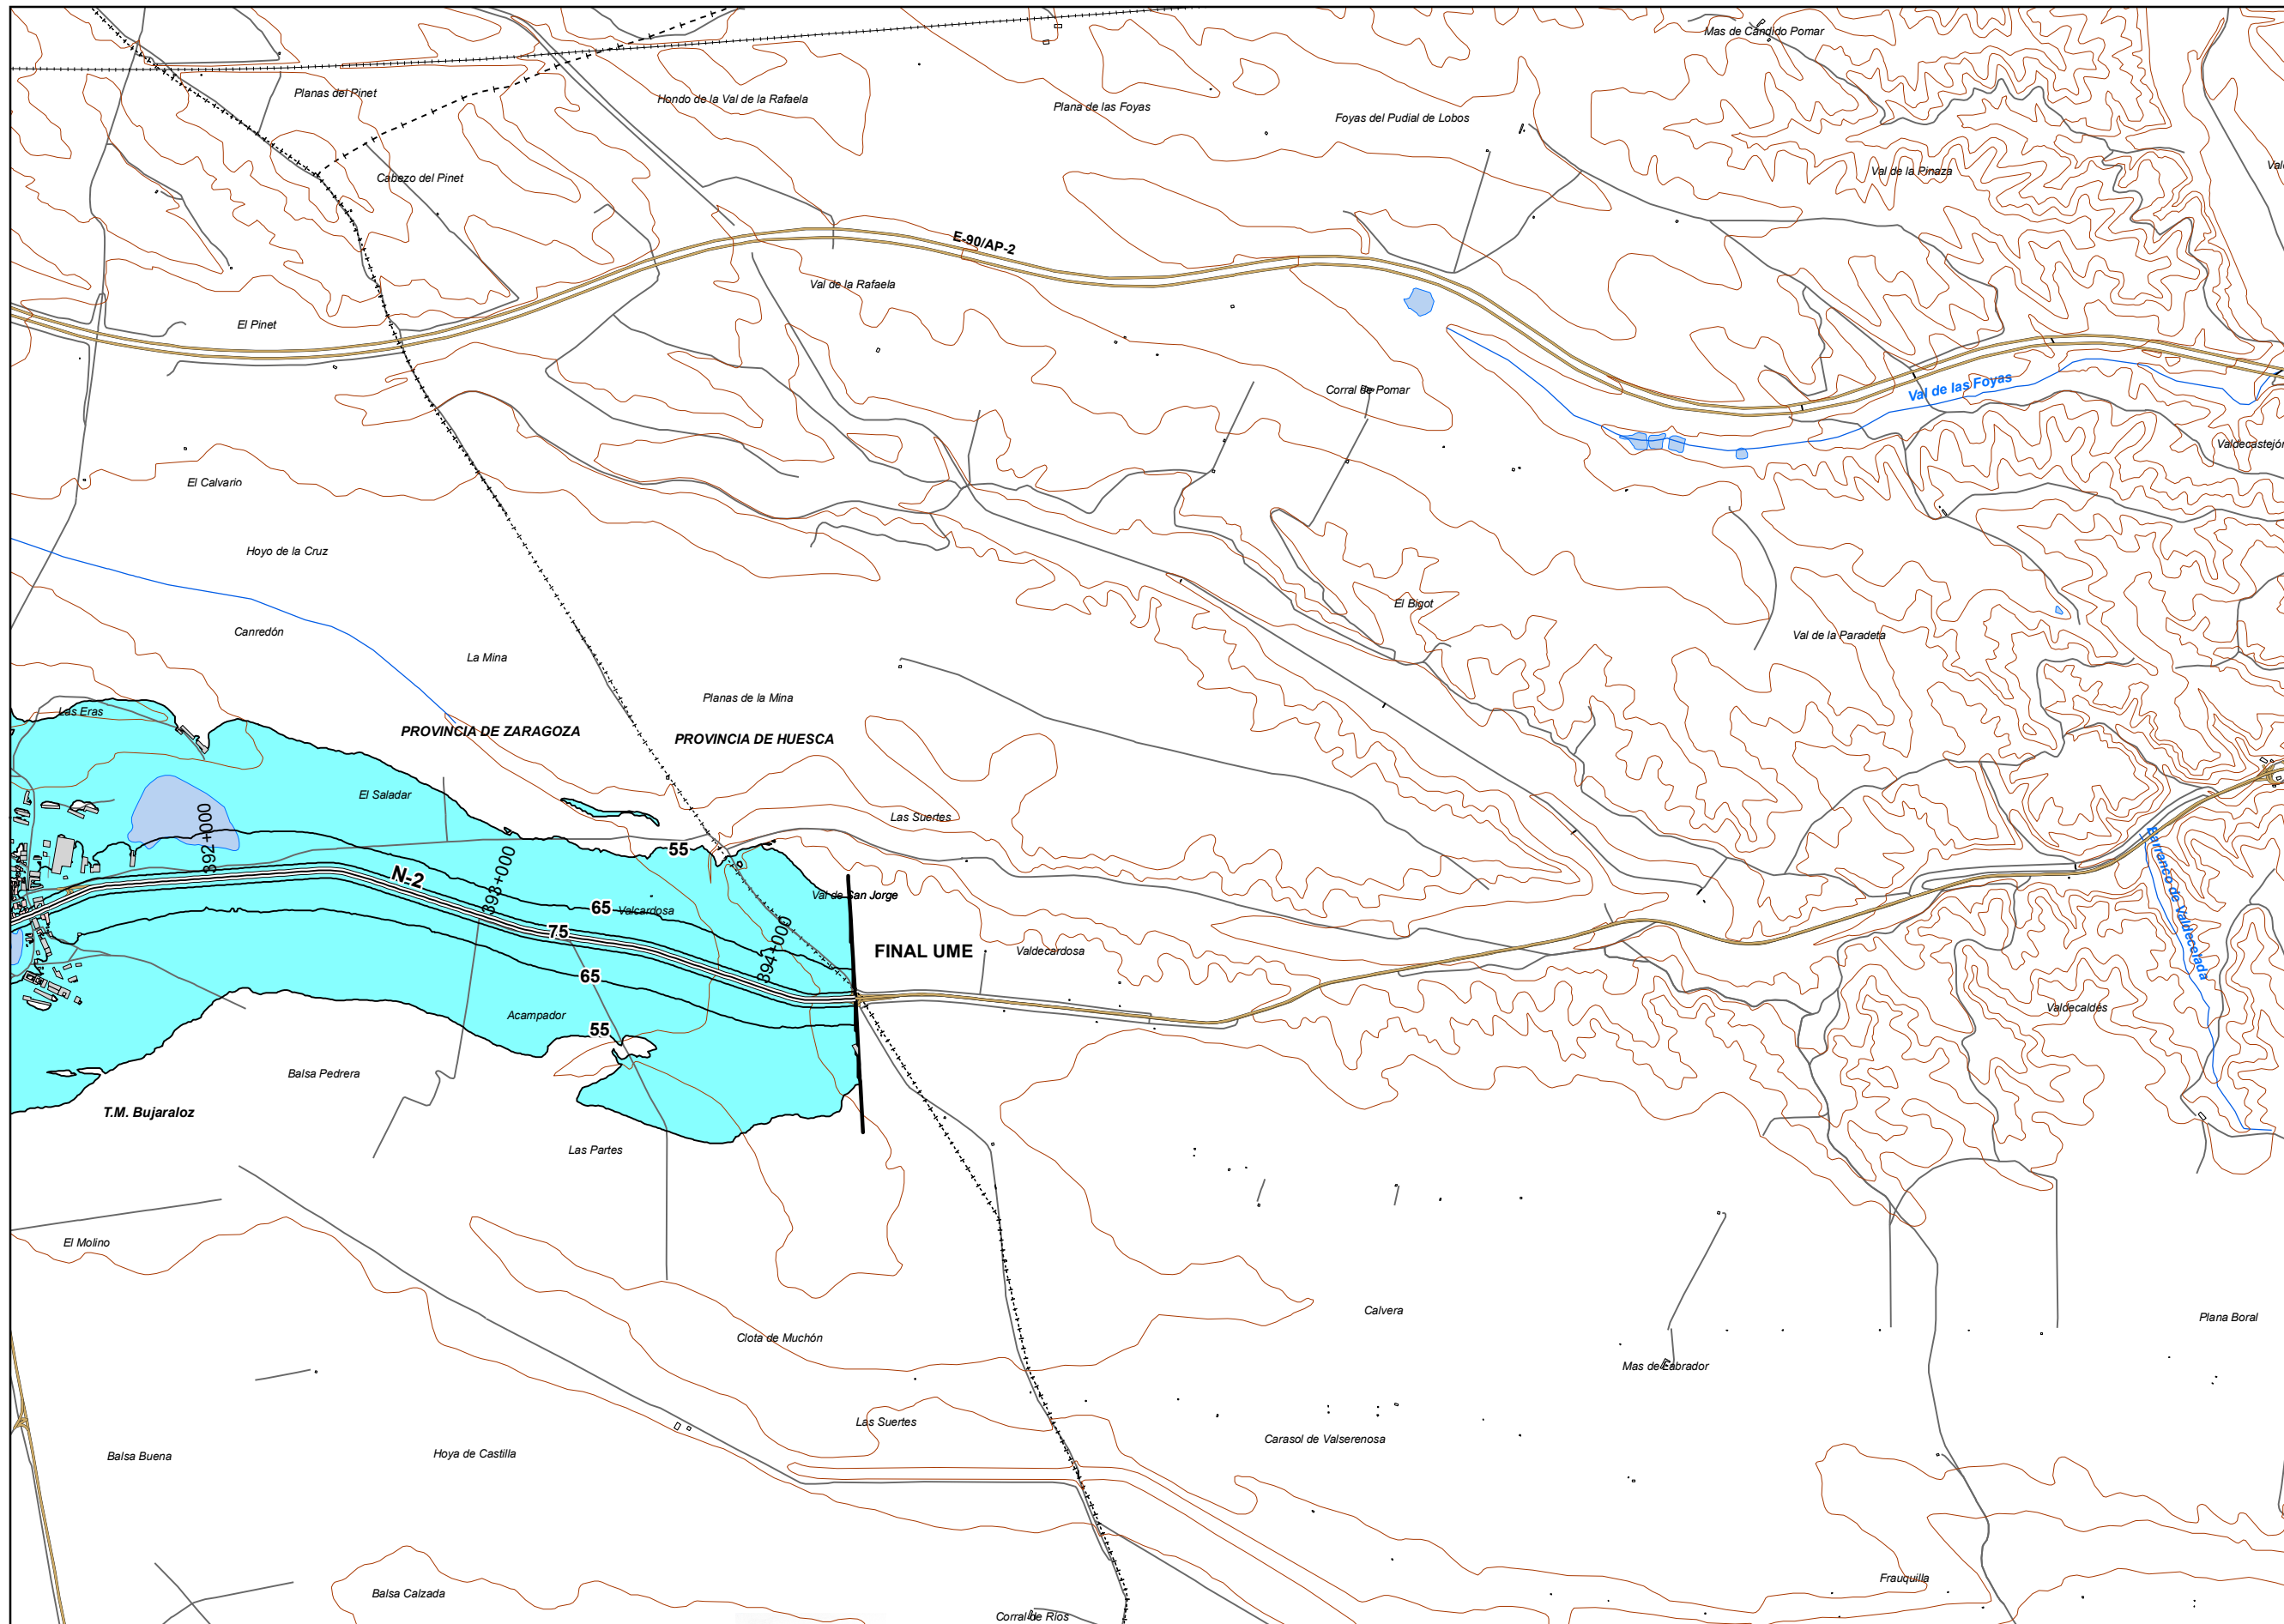 Mas de Cándido Pomar
Planas del Pinet
Hondo de la Val de la Rafaela
Plana de las Foyas
Foyas del Pudial de Lobos
Val de la Pinaza
Cabezo del Pinet
E-90/AP-2
Val de la Rafaela
El Pinet
Corral de Pomar
Val de las Foyas
Valdecastejón
El Calvario
Hoyo de la Cruz
El Bigot
Canredón
Val de la Paradeta
La Mina
Planas de la Mina
Las Eras
PROVINCIA DE ZARAGOZA
PROVINCIA DE HUESCA
El Saladar
Las Suertes
392+000
393+000
55
N-2
Val de San Jorge
65
Valcardosa
75
394+000
FINAL UME
Valdecardosa
Barranco de Valdecelada
65
Acampador
55
Valdecaldés
Balsa Pedrera
T.M. Bujaraloz
Las Partes
El Molino
Calvera
Plana Boral
Clota de Muchón
Mas de Labrador
Las Suertes
Carasol de Valserenosa
Balsa Buena
Hoya de Castilla
Frauquilla
Balsa Calzada
Corral de Rios